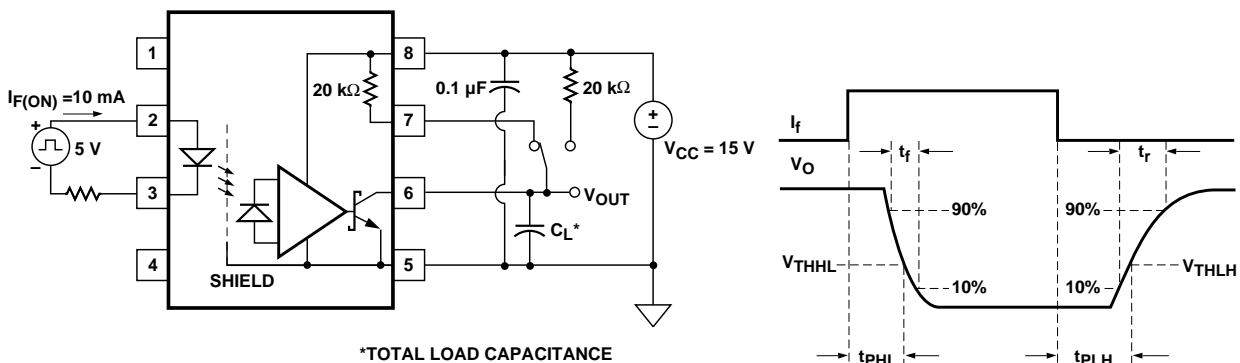 1
8
I_F(ON) =10 mA
20 kΩ
0.1 µF
20 kΩ
2
7
+
5 V
–
+
–
V_CC = 15 V
3
6
V_OUT
C_L*
4
5
SHIELD
*TOTAL LOAD CAPACITANCE
I_f
V_O
t_f
t_r
90%
90%
V_THHL
V_THLH
10%
10%
t_PHL
t_PLH